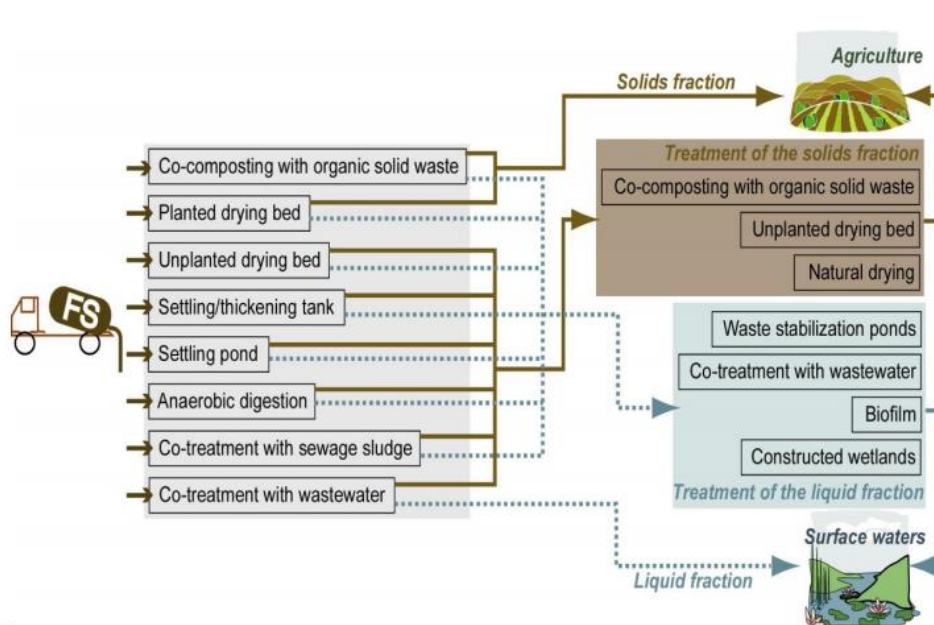 Agriculture
Solids fraction
Treatment of the solids fraction
Co-composting with organic solid waste
Co-composting with organic solid waste
Planted drying bed
Unplanted drying bed
Unplanted drying bed
Natural drying
FS
Settling/thickening tank
Waste stabilization ponds
Settling pond
Co-treatment with wastewater
Anaerobic digestion
Biofilm
Co-treatment with sewage sludge
Constructed wetlands
Co-treatment with wastewater
Treatment of the liquid fraction
Surface waters
Liquid fraction